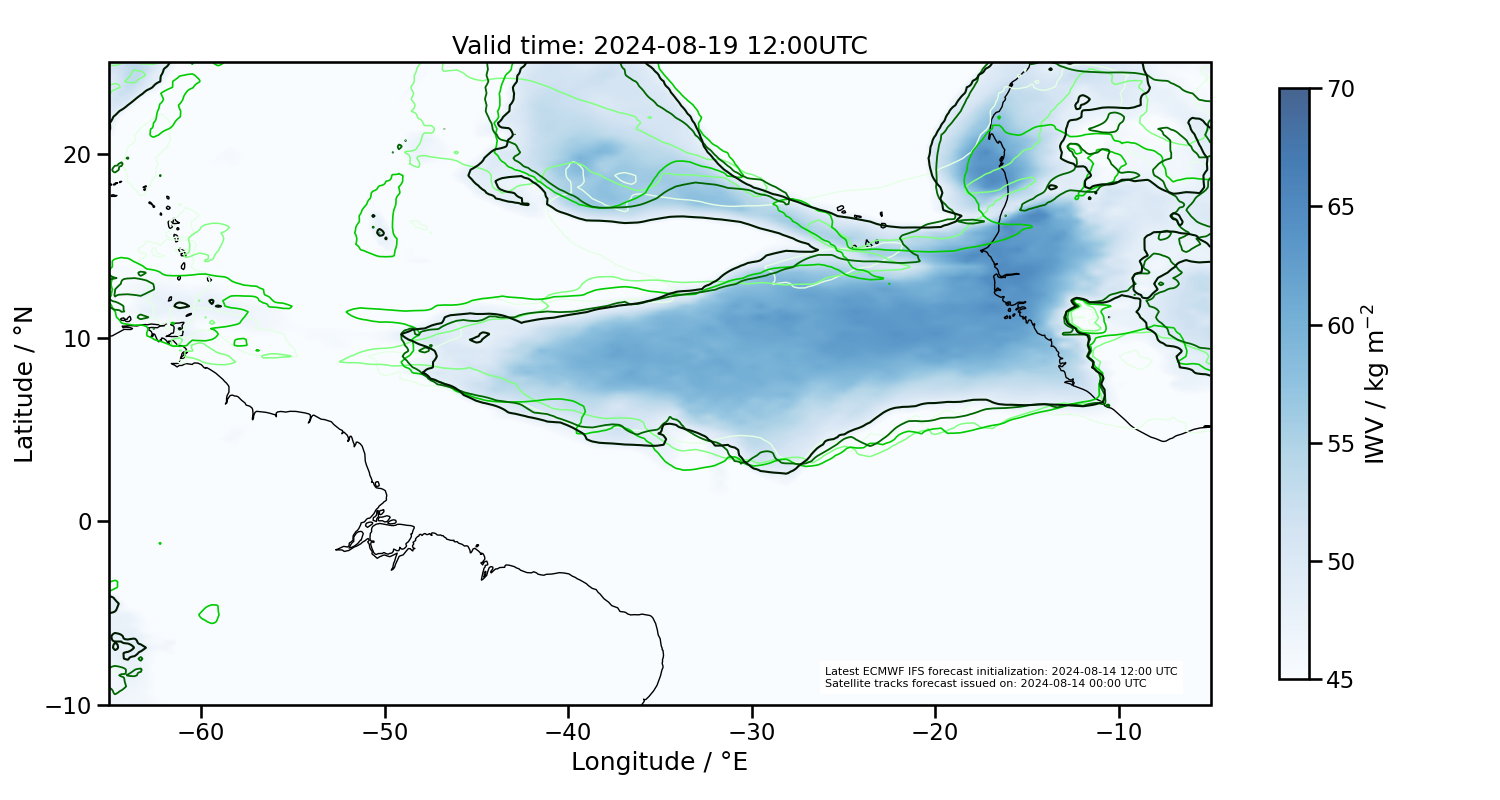 Valid time: 2024-08-19 12:00UTC
20
10
0
−10
Latitude / °N
−60
−50
−40
−30
−20
−10
Longitude / °E
Latest ECMWF IFS forecast initialization: 2024-08-14 12:00 UTC
Satellite tracks forecast issued on: 2024-08-14 00:00 UTC
70
65
60
55
50
45
IWV / kg m⁻²